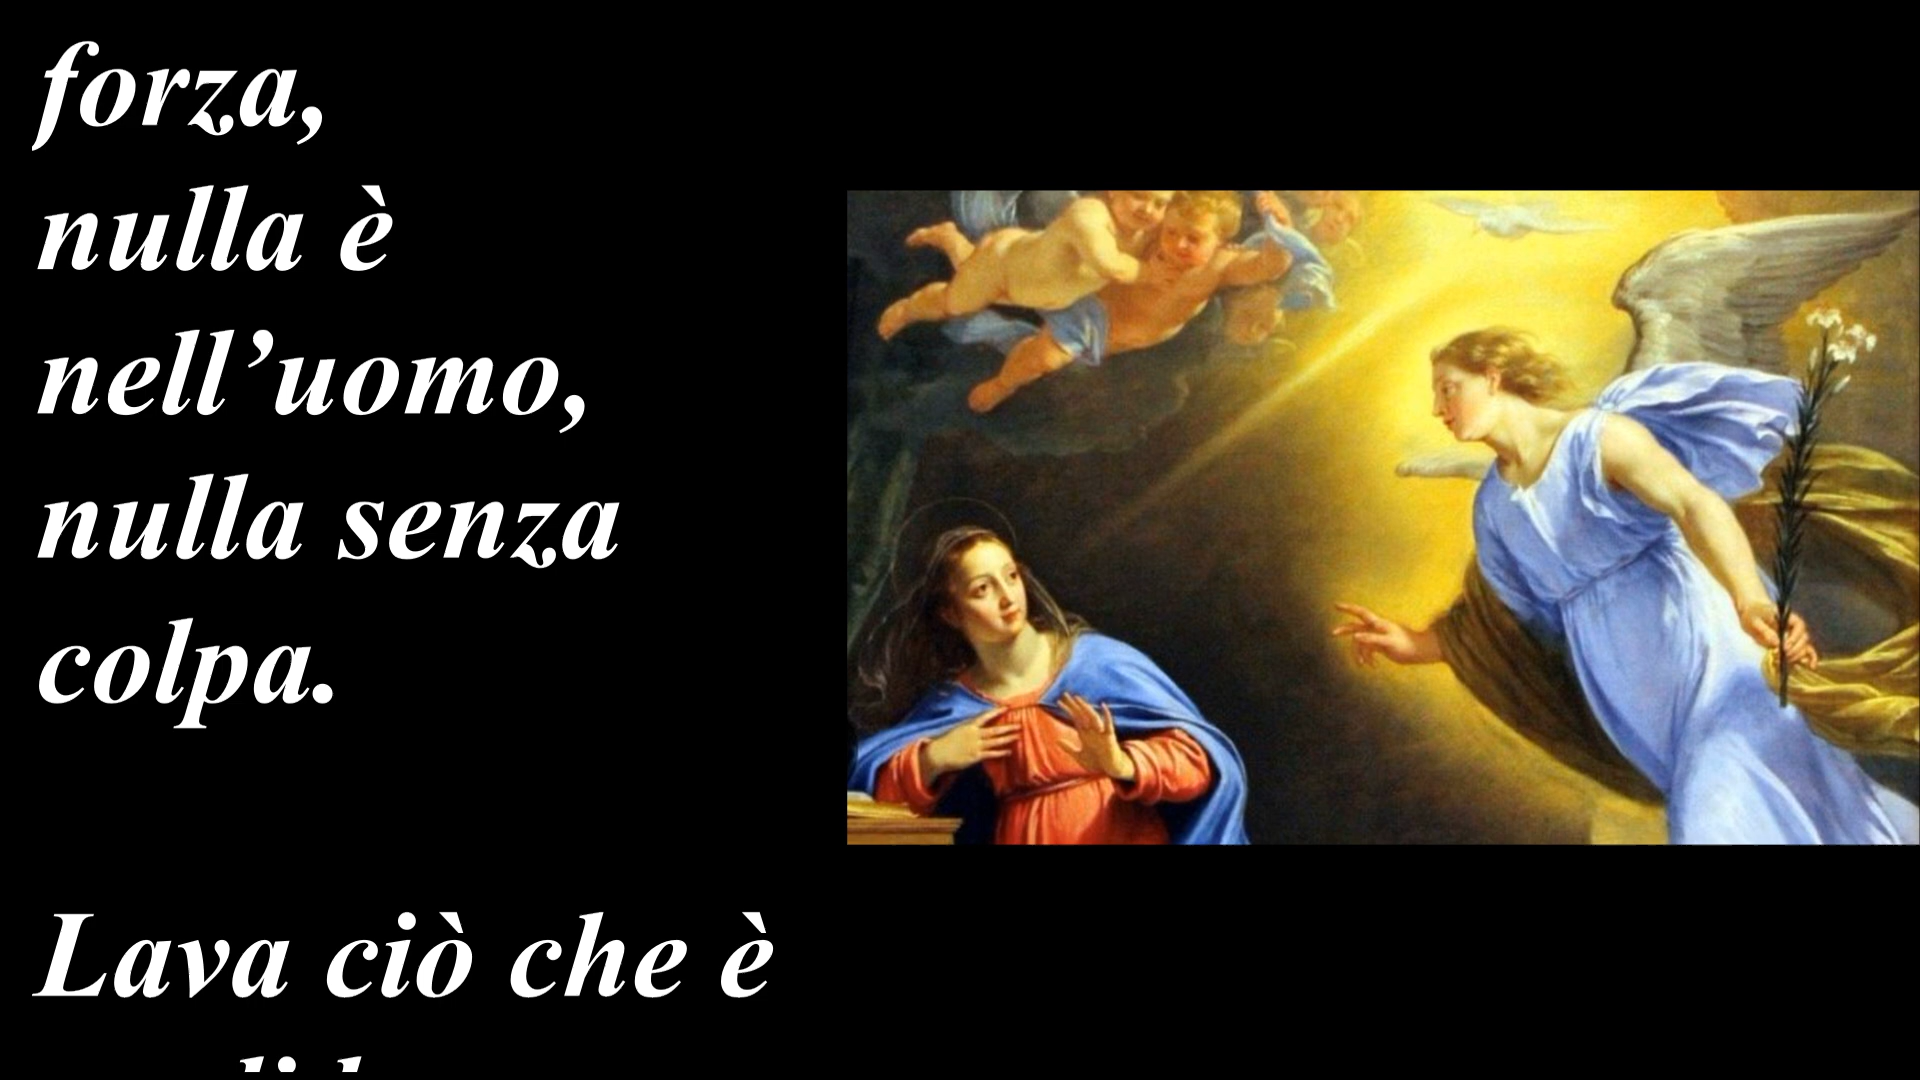 forza,
nulla è
nell’uomo,
nulla senza
colpa.
Lava ciò che è